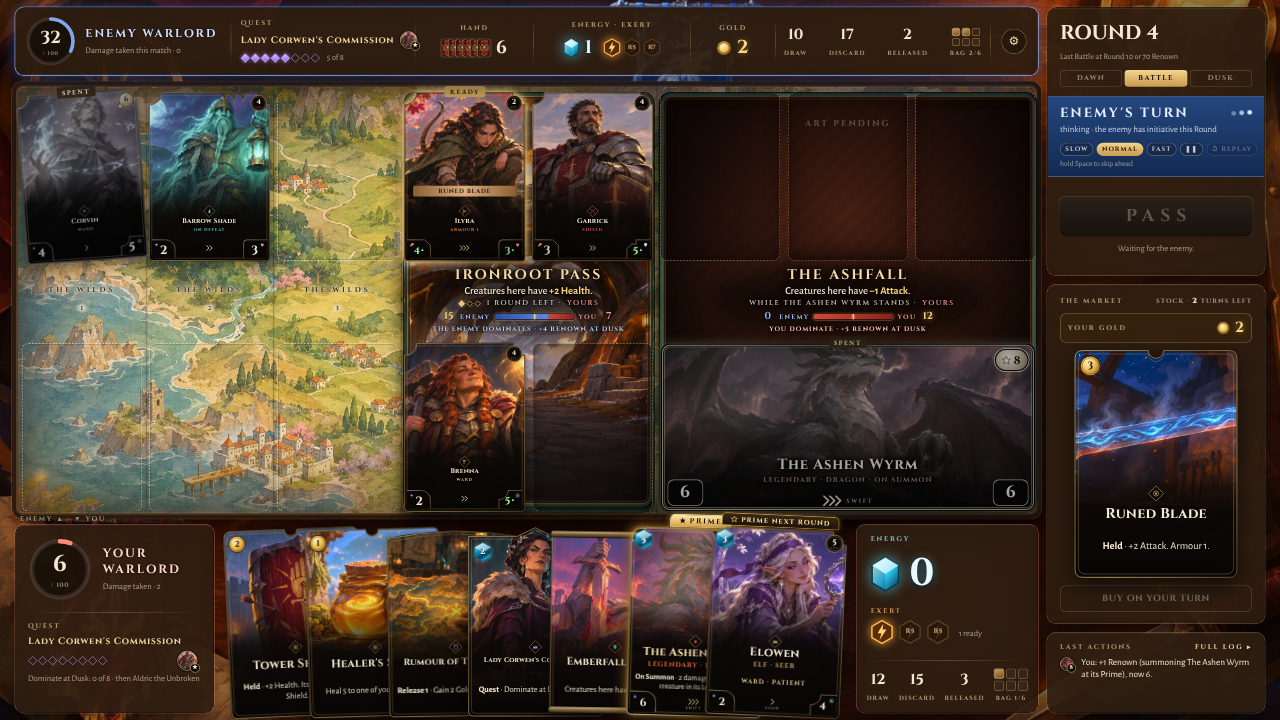 32
/ 100
ENEMY WARLORD
Damage taken this match · 0
QUEST
LADY CORWEN'S COMMISSION
5 of 8
HAND
6
ENERGY · EXERT
1
R5
R7
GOLD
2
10
DRAW
17
DISCARD
2
RELEASED
BAG 2/6
ROUND 4
Last Battle at Round 10 or 70 Renown
DAWN
BATTLE
DUSK
ENEMY'S TURN
thinking · the enemy has initiative this Round
SLOW
NORMAL
FAST
REPLAY
hold Space to skip ahead
PASS
Waiting for the enemy.
THE MARKET
STOCK · 2 TURNS LEFT
YOUR GOLD
2
3
RUNED BLADE
Held · +2 Attack. Armour 1.
BUY ON YOUR TURN
LAST ACTIONS
FULL LOG ▸
You: +1 Renown (summoning The Ashen Wyrm
at its Prime), now 6.
SPENT
6
CORVIN
WARD
4
5
4
BARROW SHADE
ON DEFEAT
2
3
THE WILDS
THE WILDS
THE WILDS
READY
2
RUNED BLADE
ILYRA
ARMOUR 1
4
3
4
GARRICK
SHIELD
3
5
IRONROOT PASS
Creatures here have +2 Health.
1 ROUND LEFT · YOURS
15 ENEMY
YOU 7
THE ENEMY DOMINATES · +4 RENOWN AT DUSK
4
BRENNA
WARD
2
5
ART PENDING
THE ASHFALL
Creatures here have −1 Attack.
WHILE THE ASHEN WYRM STANDS · YOURS
0 ENEMY
YOU 12
YOU DOMINATE · +5 RENOWN AT DUSK
SPENT
8
THE ASHEN WYRM
LEGENDARY · DRAGON · ON SUMMON
6
SWIFT
6
ENEMY ▲ · ▼ YOU
6
/ 100
YOUR
WARLORD
Damage taken · 2
QUEST
LADY CORWEN'S COMMISSION
Dominate at Dusk: 0 of 8 · then Aldric the Unbroken
2
TOWER SH
Held · +2 Health. It
Shield.
1
HEALER'S
Heal 5 to one of you
RUMOUR OF T
Release 1 · Gain 2 Gol
2
LADY CORWEN'S CO
Quest · Dominate at
EMBERFALL
Creatures here hav
★ PRIME
☆ PRIME NEXT ROUND
3
THE ASHEN
LEGENDARY
On Summon · 2 damag
creature in its l
6
SWIFT
3
5
ELOWEN
ELF · SEER
WARD · PATIENT
2
4
ENERGY
0
EXERT
R5
R5
1 ready
12
DRAW
15
DISCARD
3
RELEASED
BAG 1/6